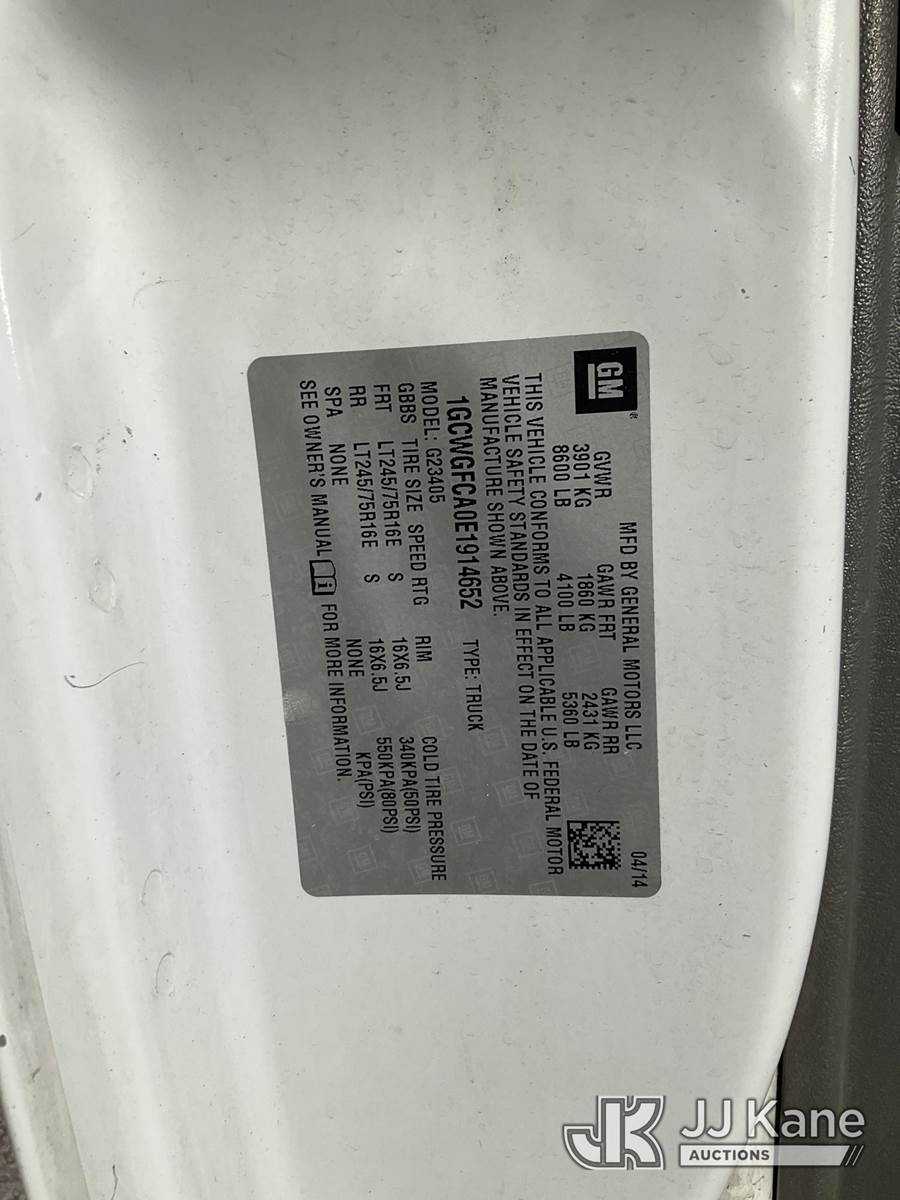 GM
MFD BY GENERAL MOTORS LLC 04/14
GVWR GAWR FRT GAWR RR
3901 KG 1860 KG 2431 KG
8600 LB 4100 LB 5360 LB
THIS VEHICLE CONFORMS TO ALL APPLICABLE U.S. FEDERAL MOTOR
VEHICLE SAFETY STANDARDS IN EFFECT ON THE DATE OF
MANUFACTURE SHOWN ABOVE.
1GCWGFCA0E1914652 TYPE: TRUCK
MODEL: G23405
GBBS TIRE SIZE SPEED RTG RIM COLD TIRE PRESSURE
FRT LT245/75R16E S 16X6.5J 340KPA(50PSI)
RR LT245/75R16E S 16X6.5J 550KPA(80PSI)
SPA NONE NONE KPA(PSI)
SEE OWNER'S MANUAL i FOR MORE INFORMATION.
JK JJ Kane
AUCTIONS